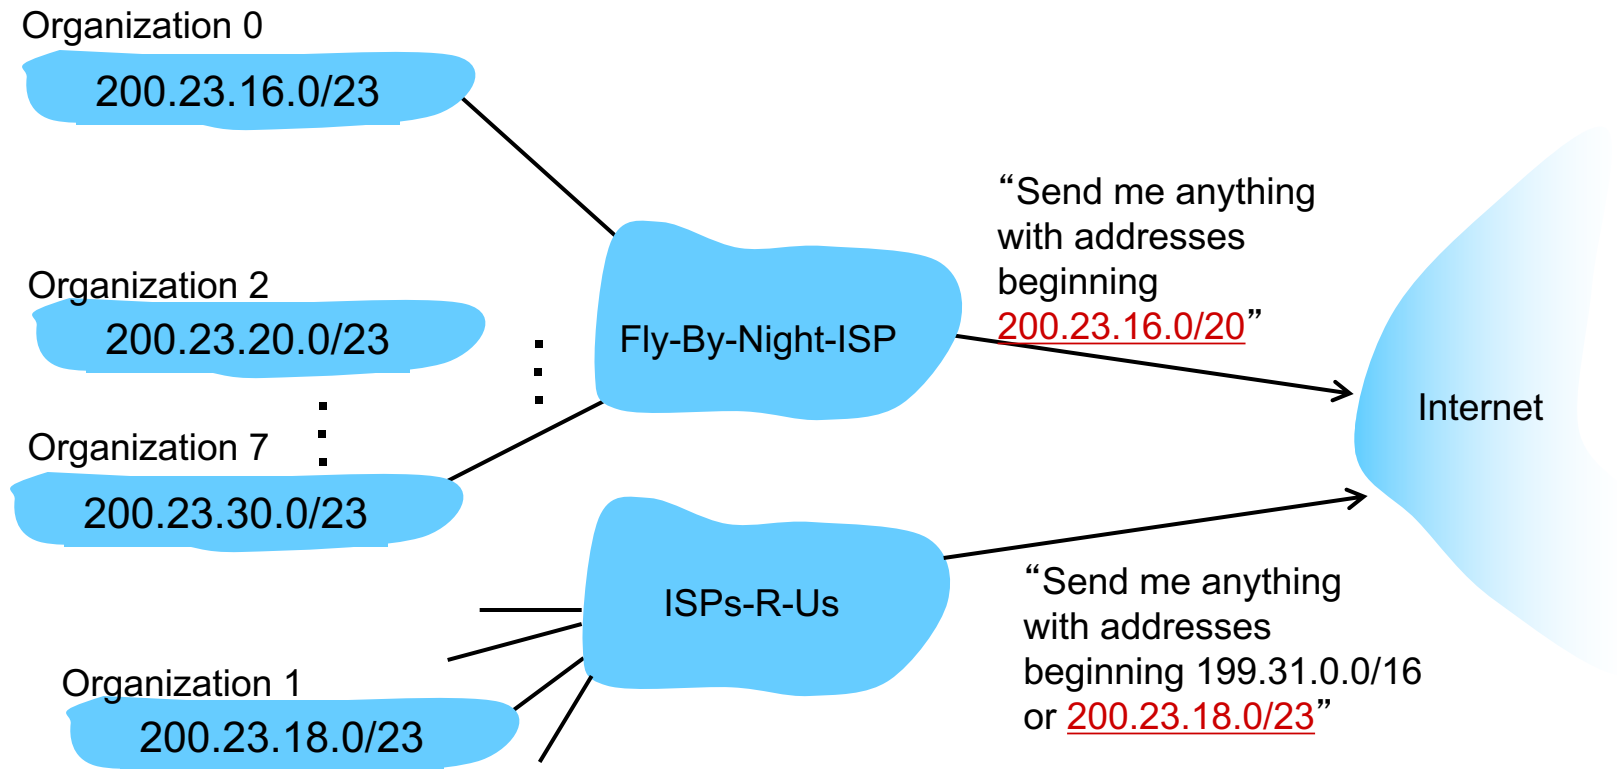 Organization 0
200.23.16.0/23
Organization 2
200.23.20.0/23
Organization 7
200.23.30.0/23
Fly-By-Night-ISP
“Send me anything
with addresses
beginning
200.23.16.0/20”
Internet
ISPs-R-Us
“Send me anything
with addresses
beginning 199.31.0.0/16
or 200.23.18.0/23”
Organization 1
200.23.18.0/23